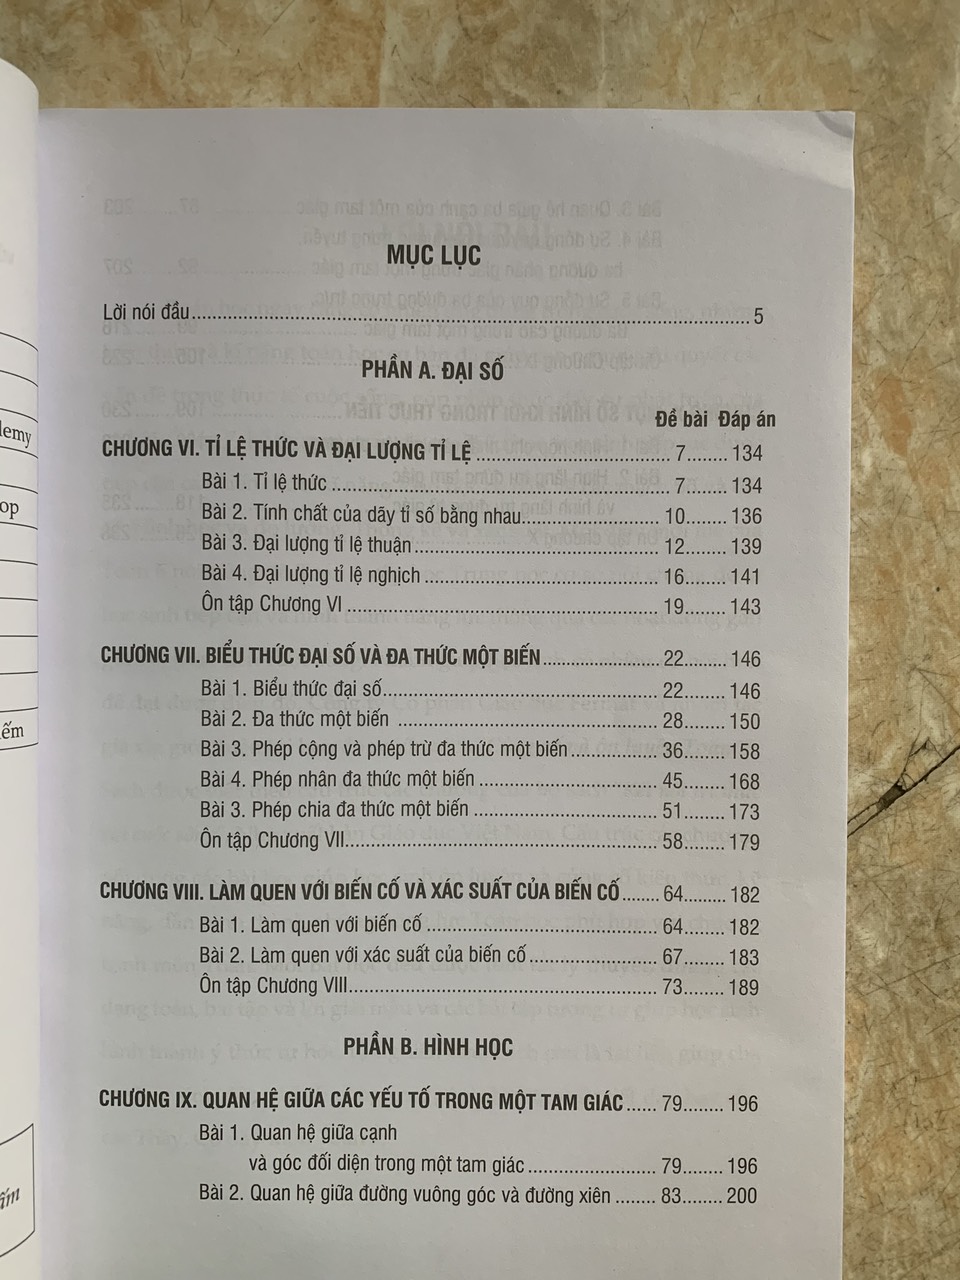 MỤC LỤC
Lời nói đầu.......... 5
PHẦN A. ĐẠI SỐ
Đề bài Đáp án
CHƯƠNG VI. TỈ LỆ THỨC VÀ ĐẠI LƯỢNG TỈ LỆ .......... 7........ 134
Bài 1. Tỉ lệ thức .......... 7........ 134
Bài 2. Tính chất của dãy tỉ số bằng nhau.......... 10........ 136
Bài 3. Đại lượng tỉ lệ thuận.......... 12........ 139
Bài 4. Đại lượng tỉ lệ nghịch.......... 16........ 141
Ôn tập Chương VI .......... 19........ 143
CHƯƠNG VII. BIỂU THỨC ĐẠI SỐ VÀ ĐA THỨC MỘT BIẾN.......... 22......... 146
Bài 1. Biểu thức đại số.......... 22........ 146
Bài 2. Đa thức một biến .......... 28........ 150
Bài 3. Phép cộng và phép trừ đa thức một biến .......... 36........ 158
Bài 4. Phép nhân đa thức một biến .......... 45........ 168
Bài 3. Phép chia đa thức một biến .......... 51........ 173
Ôn tập Chương VII.......... 58........ 179
CHƯƠNG VIII. LÀM QUEN VỚI BIẾN CỐ VÀ XÁC SUẤT CỦA BIẾN CỐ ...... 64......... 182
Bài 1. Làm quen với biến cố .......... 64........ 182
Bài 2. Làm quen với xác suất của biến cố .......... 67........ 183
Ôn tập Chương VIII.......... 73........ 189
PHẦN B. HÌNH HỌC
CHƯƠNG IX. QUAN HỆ GIỮA CÁC YẾU TỐ TRONG MỘT TAM GIÁC ..... 79........ 196
Bài 1. Quan hệ giữa cạnh
và góc đối diện trong một tam giác .......... 79........ 196
Bài 2. Quan hệ giữa đường vuông góc và đường xiên ........ 83........ 200